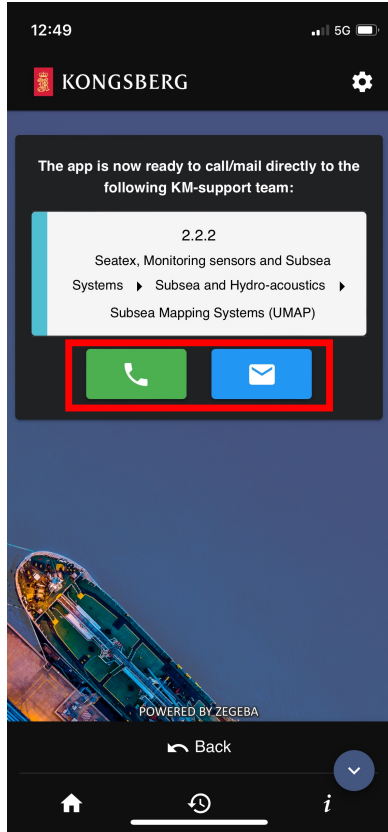 12:49
5G
KONGSBERG
The app is now ready to call/mail directly to the
following KM-support team:
2.2.2
Seatex, Monitoring sensors and Subsea
Systems ▶ Subsea and Hydro-acoustics ▶
Subsea Mapping Systems (UMAP)
POWERED BY ZEGEBA
Back
i